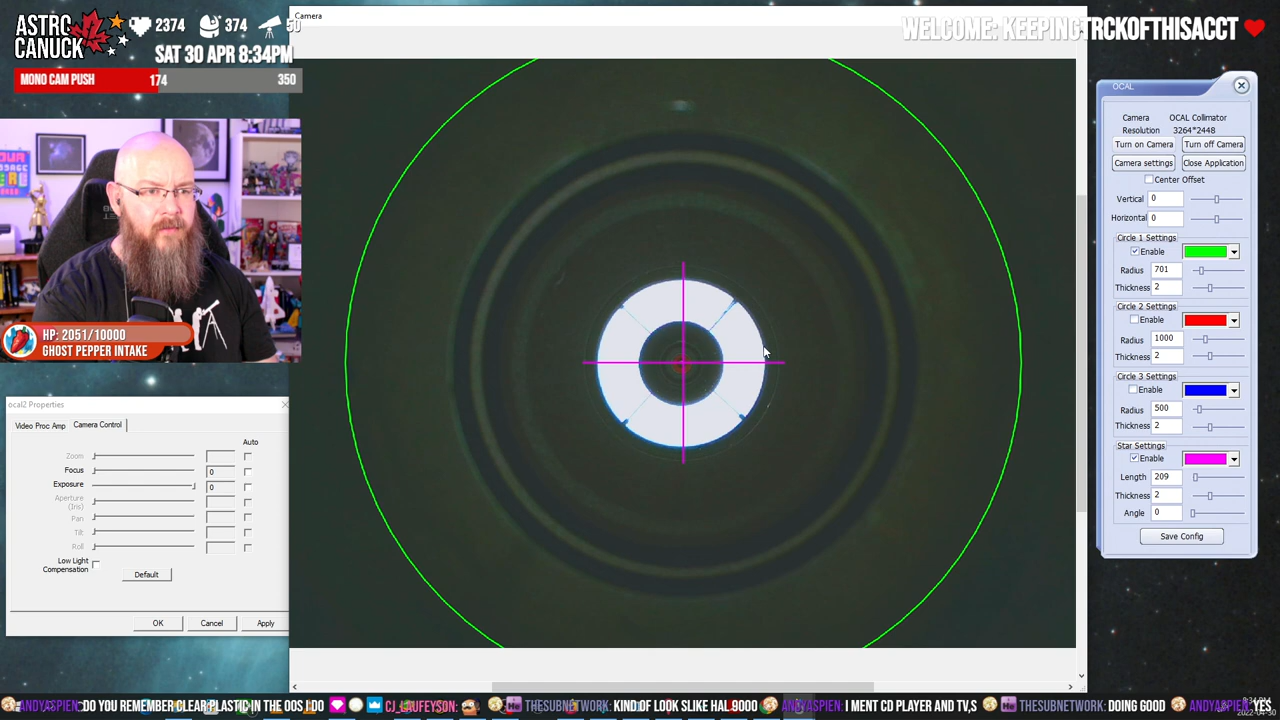 ASTRO
CANUCK
2374
374
50
SAT 30 APR 8:34PM
MONO CAM PUSH
174
350
WELCOME: KEEPINGTRCKOFTHISACCT
HP: 2051/10000
GHOST PEPPER INTAKE
Camera
ocal2 Properties
Video Proc Amp
Camera Control
Auto
Zoom
Focus
0
Exposure
0
Aperture
(Iris)
Pan
Tilt
Roll
Low Light
Compensation
Default
OK
Cancel
Apply
OCAL
Camera OCAL Collimator
Resolution 3264*2448
Turn on Camera
Turn off Camera
Camera settings
Close Application
Center Offset
Vertical 0
Horizontal 0
Circle 1 Settings
Enable
Radius 701
Thickness 2
Circle 2 Settings
Enable
Radius 1000
Thickness 2
Circle 3 Settings
Enable
Radius 500
Thickness 2
Star Settings
Enable
Length 209
Thickness 2
Angle 0
Save Config
ANDYASPIEN: DO YOU REMEMBER CLEAR PLASTIC IN THE 00S I DO CJ_LAUFEYSON: THESUBNETWORK: KINDOF LOOK SLIKE HAL 9000 ANDYASPIEN: I MENT CD PLAYER AND TV,S THESUBNETWORK: DOING GOOD ANDYASPIEN: YES
2022-04-30